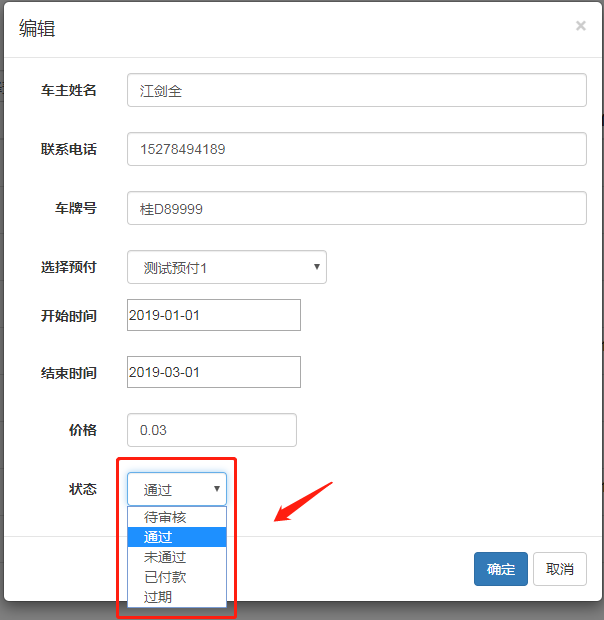 编辑
×
车主姓名 江剑全
联系电话 15278494189
车牌号 桂D89999
选择预付 测试预付1
开始时间 2019-01-01
结束时间 2019-03-01
价格 0.03
状态 通过
待审核
通过
未通过
已付款
过期
确定 取消